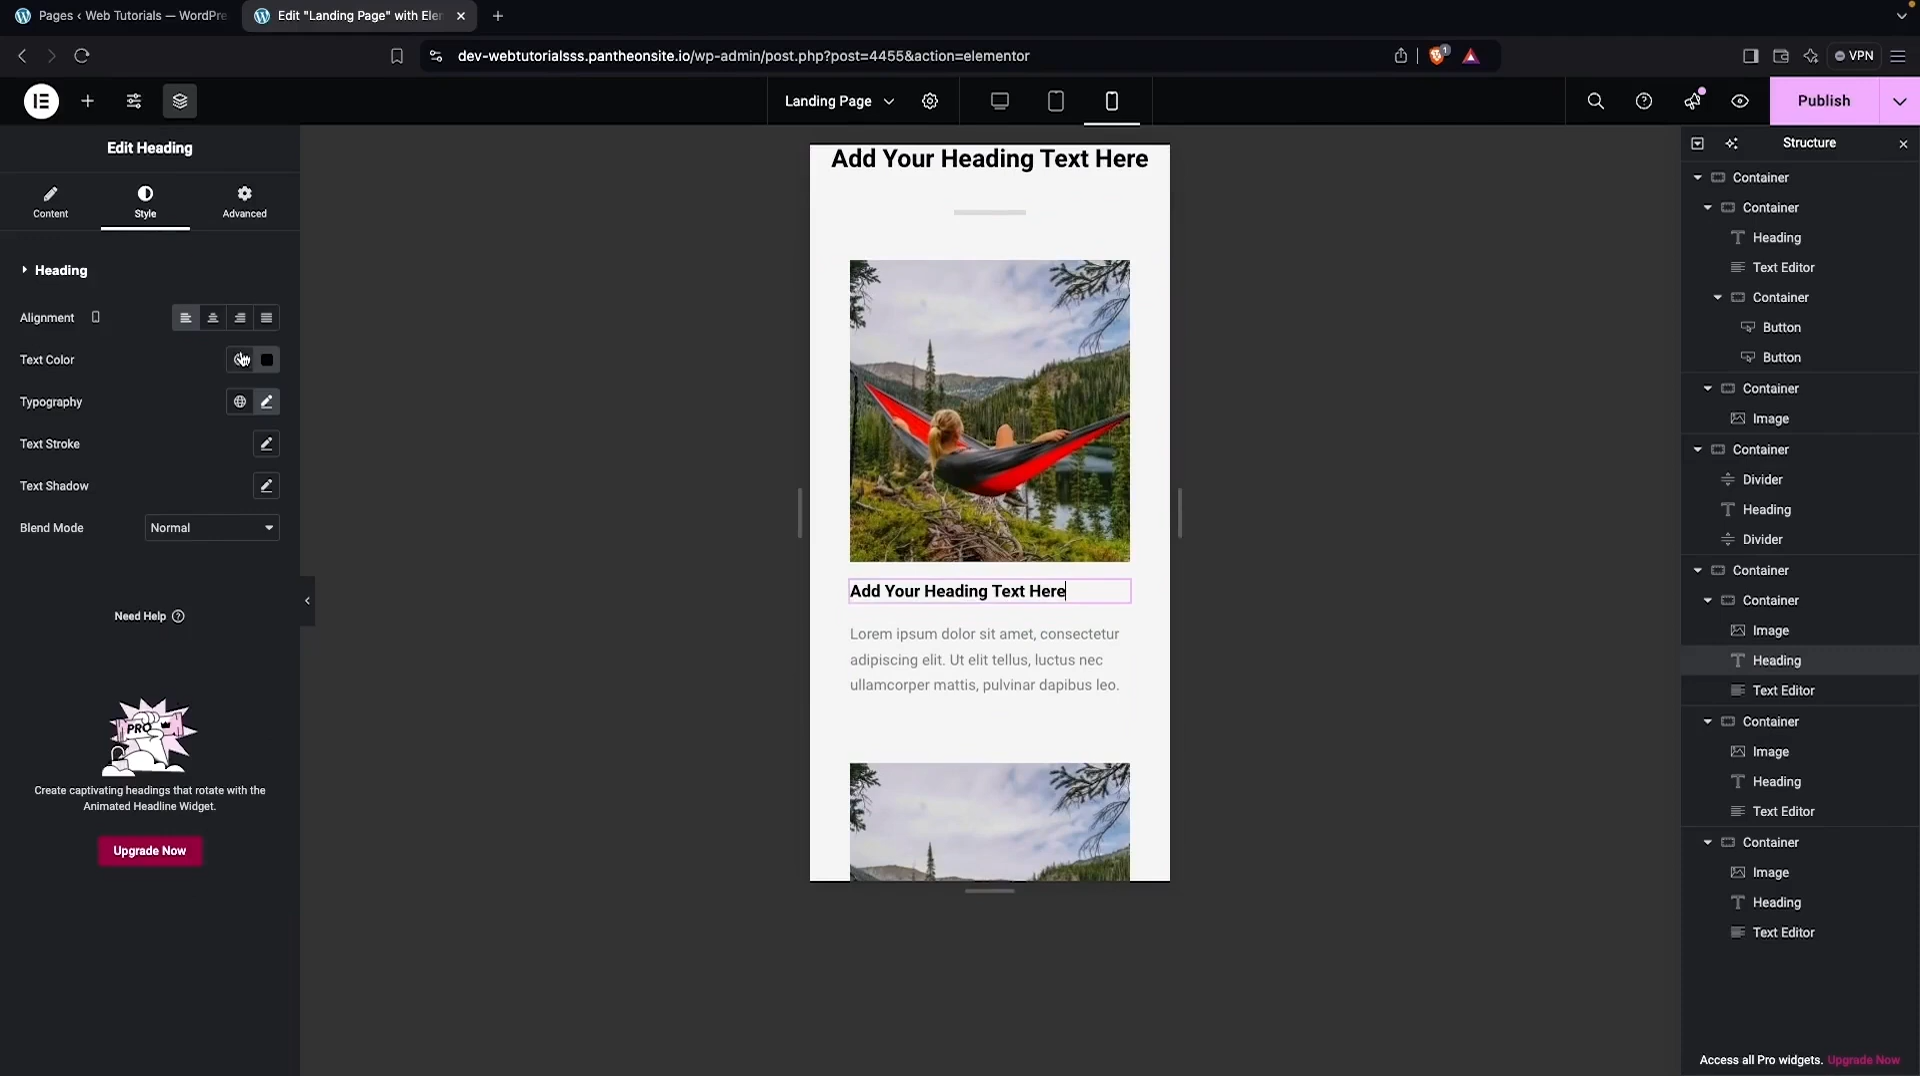 Pages ‹ Web Tutorials — WordPre
Edit "Landing Page" with Ele
dev-webtutorialsss.pantheonsite.io/wp-admin/post.php?post=4455&action=elementor
1
VPN
Landing Page
Publish
Edit Heading
Content
Style
Advanced
Heading
Alignment
Text Color
Typography
Text Stroke
Text Shadow
Blend Mode
Normal
Need Help
PRO
Create captivating headings that rotate with the
Animated Headline Widget.
Upgrade Now
Add Your Heading Text Here
Add Your Heading Text Here
Lorem ipsum dolor sit amet, consectetur
adipiscing elit. Ut elit tellus, luctus nec
ullamcorper mattis, pulvinar dapibus leo.
Structure
Container
Container
Heading
Text Editor
Container
Button
Button
Container
Image
Container
Divider
Heading
Divider
Container
Container
Image
Heading
Text Editor
Container
Image
Heading
Text Editor
Container
Image
Heading
Text Editor
Access all Pro widgets. Upgrade Now